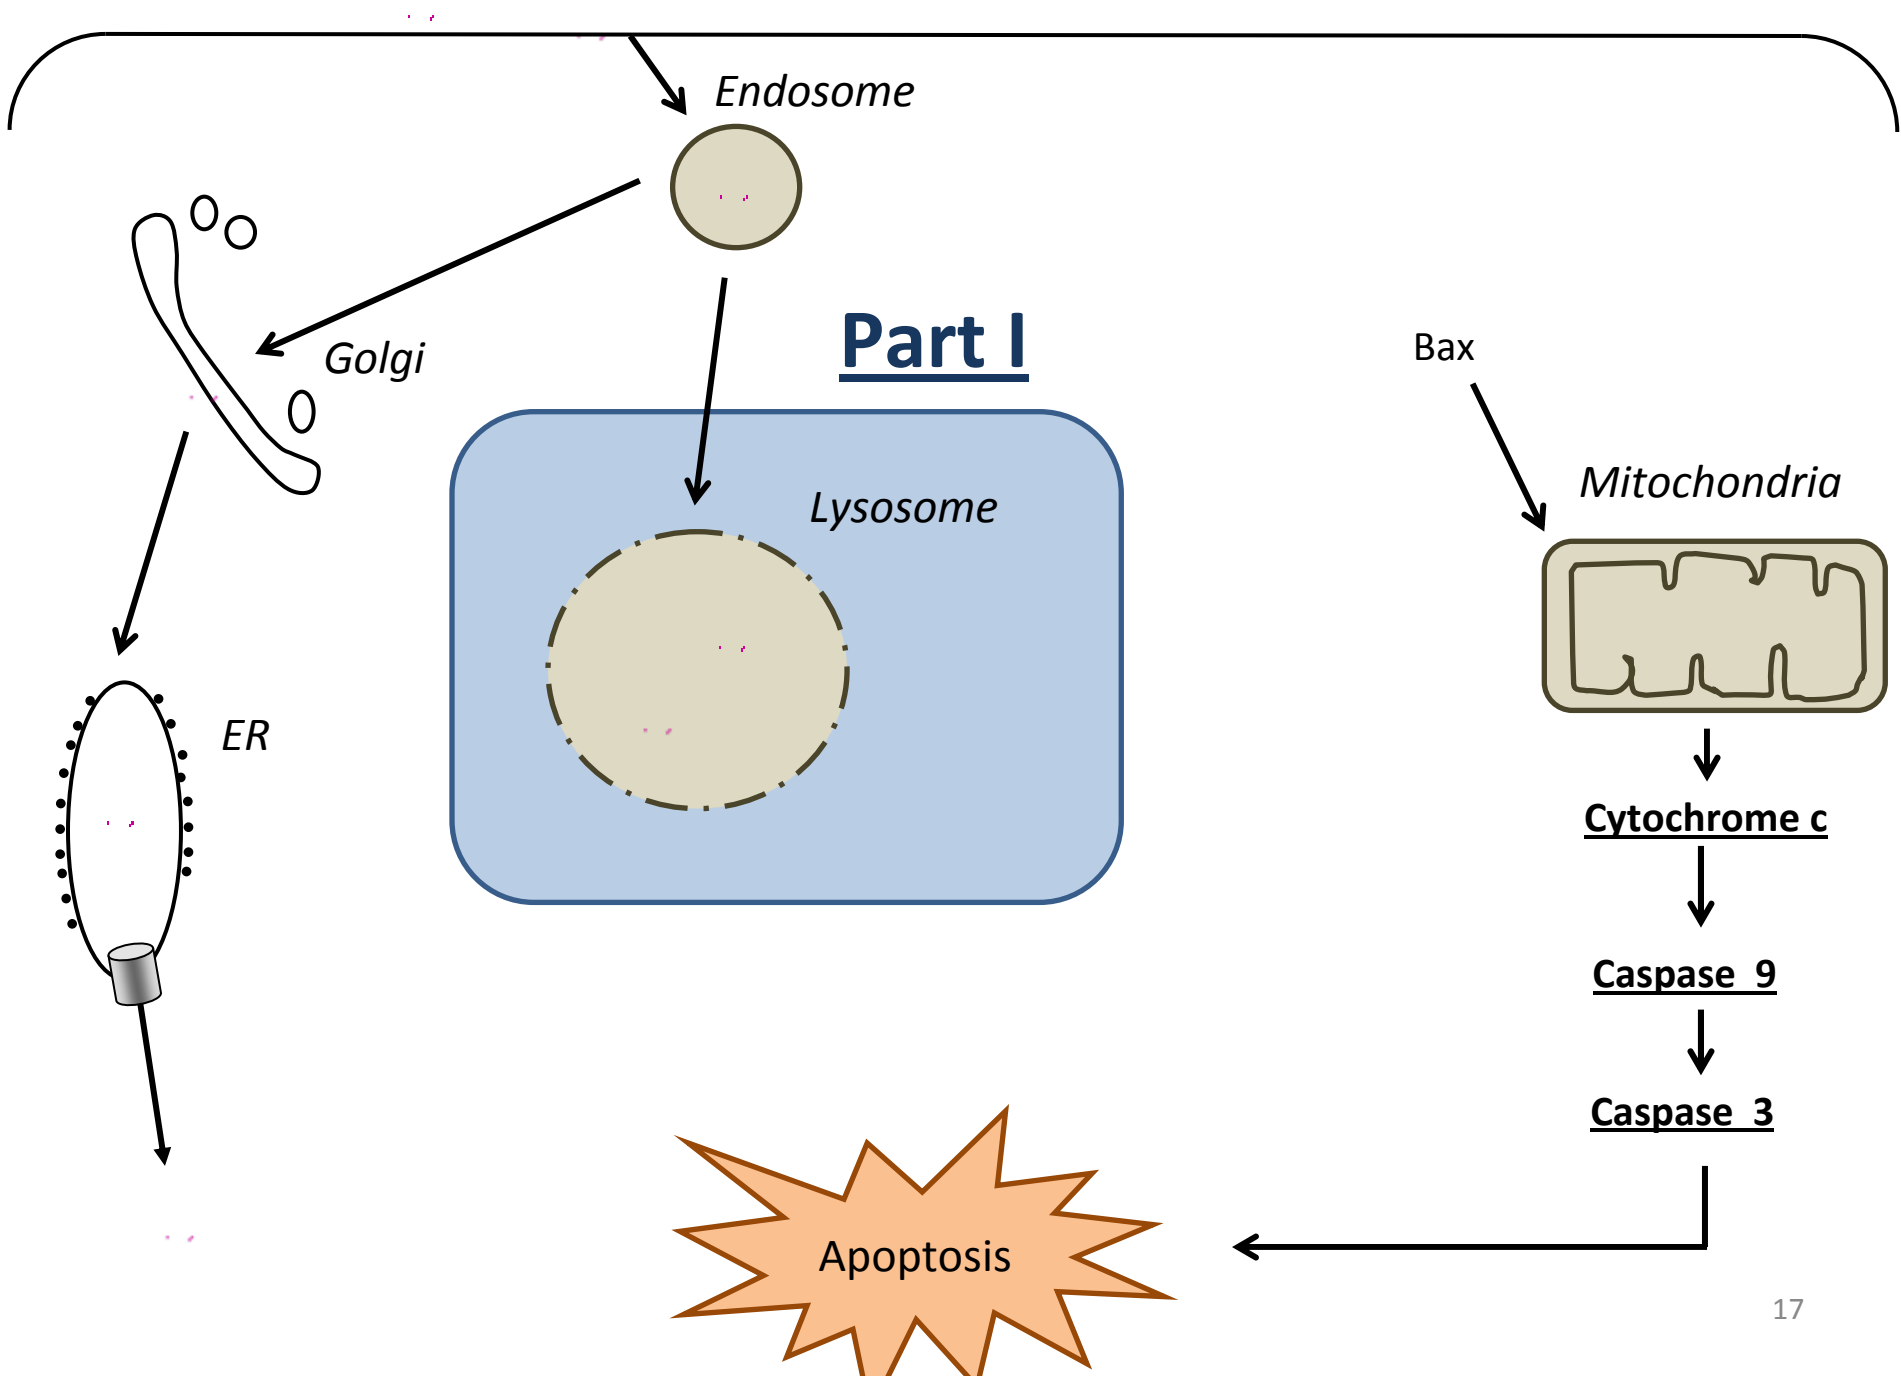 Endosome
Golgi
Part I
Bax
Lysosome
Mitochondria
ER
Cytochrome c
Caspase  9
Caspase  3
Apoptosis
17